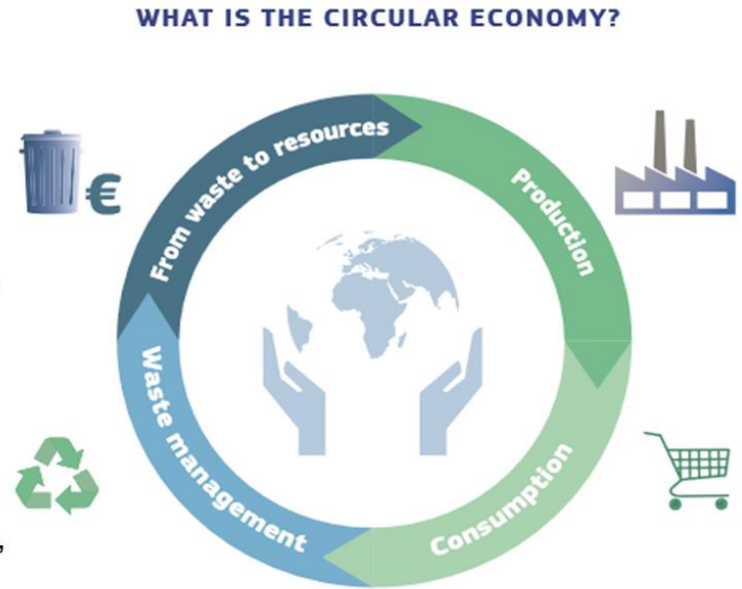 WHAT IS THE CIRCULAR ECONOMY?
From waste to resources
Production
€
Waste management
Consumption
,